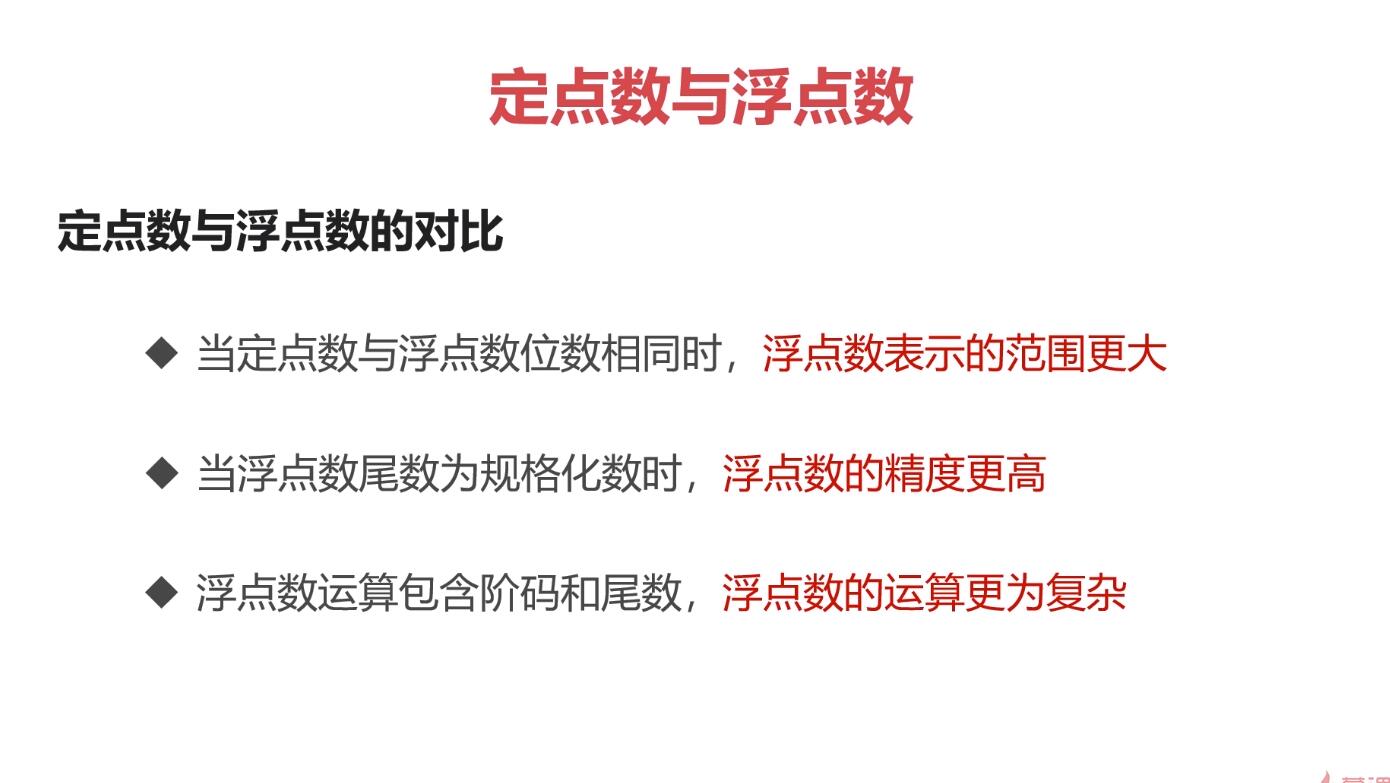 定点数与浮点数
定点数与浮点数的对比
◆ 当定点数与浮点数位数相同时，浮点数表示的范围更大
◆ 当浮点数尾数为规格化数时，浮点数的精度更高
◆ 浮点数运算包含阶码和尾数，浮点数的运算更为复杂